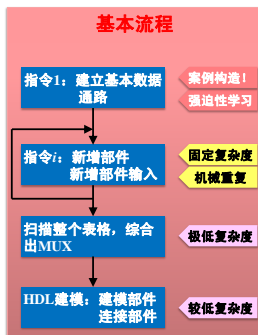 基本流程
指令1：建立基本数据
通路
案例构造！
强迫性学习
指令i：新增部件
新增部件输入
固定复杂度
机械重复
扫描整个表格，综合
出MUX
极低复杂度
HDL建模：建模部件
连接部件
较低复杂度